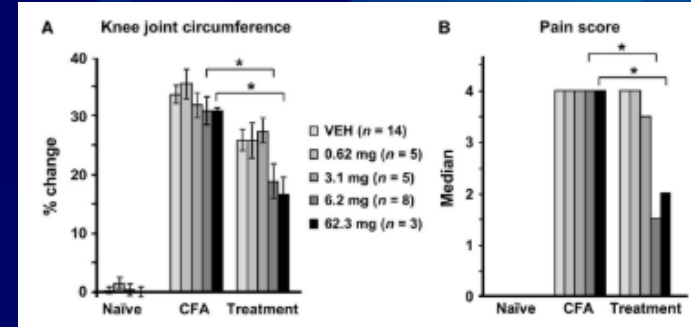 A Knee joint circumference
40
30
20
10
0
% change
*
*
Naïve CFA Treatment
VEH (n = 14)
0.62 mg (n = 5)
3.1 mg (n = 5)
6.2 mg (n = 8)
62.3 mg (n = 3)
B Pain score
4
3
2
1
0
Median
*
*
Naïve CFA Treatment